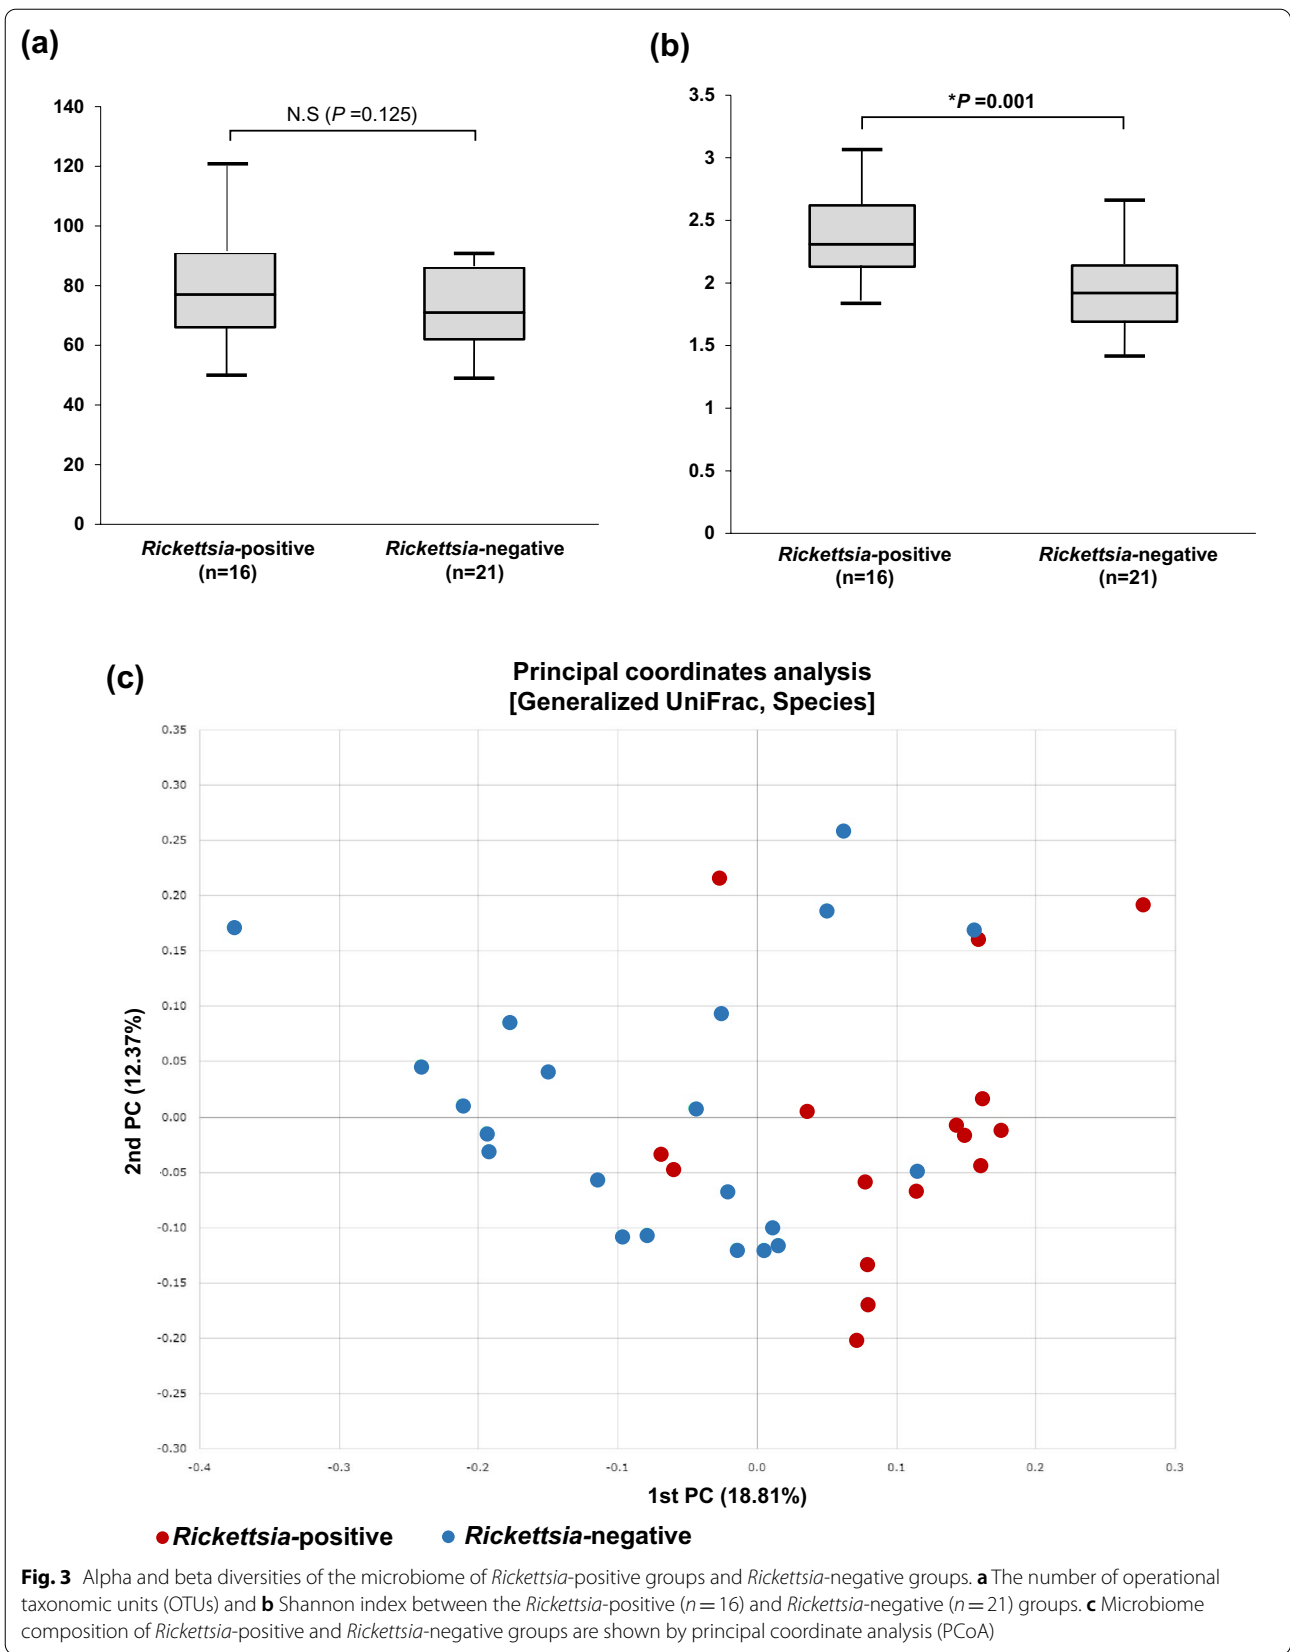 (a)
N.S (P =0.125)
140
120
100
80
60
40
20
0
Rickettsia-positive
(n=16)
Rickettsia-negative
(n=21)
(b)
*P =0.001
3.5
3
2.5
2
1.5
1
0.5
0
Rickettsia-positive
(n=16)
Rickettsia-negative
(n=21)
(c)
Principal coordinates analysis
[Generalized UniFrac, Species]
2nd PC (12.37%)
0.35
0.30
0.25
0.20
0.15
0.10
0.05
0.00
-0.05
-0.10
-0.15
-0.20
-0.25
-0.30
-0.4 -0.3 -0.2 -0.1 0.0 0.1 0.2 0.3
1st PC (18.81%)
Rickettsia-positive Rickettsia-negative
Fig. 3 Alpha and beta diversities of the microbiome of Rickettsia-positive groups and Rickettsia-negative groups. a The number of operational
taxonomic units (OTUs) and b Shannon index between the Rickettsia-positive (n = 16) and Rickettsia-negative (n = 21) groups. c Microbiome
composition of Rickettsia-positive and Rickettsia-negative groups are shown by principal coordinate analysis (PCoA)